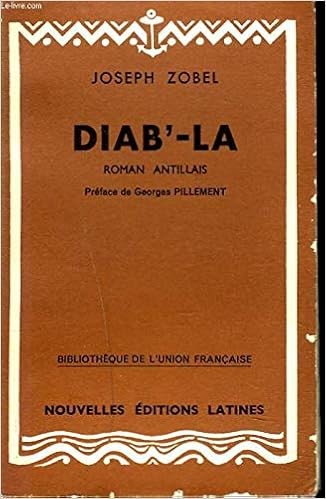 le-livre.com
JOSEPH ZOBEL
DIAB'-LA
ROMAN ANTILLAIS
Préface de Georges PILLEMENT
BIBLIOTHÈQUE DE L'UNION FRANÇAISE
NOUVELLES ÉDITIONS LATINES